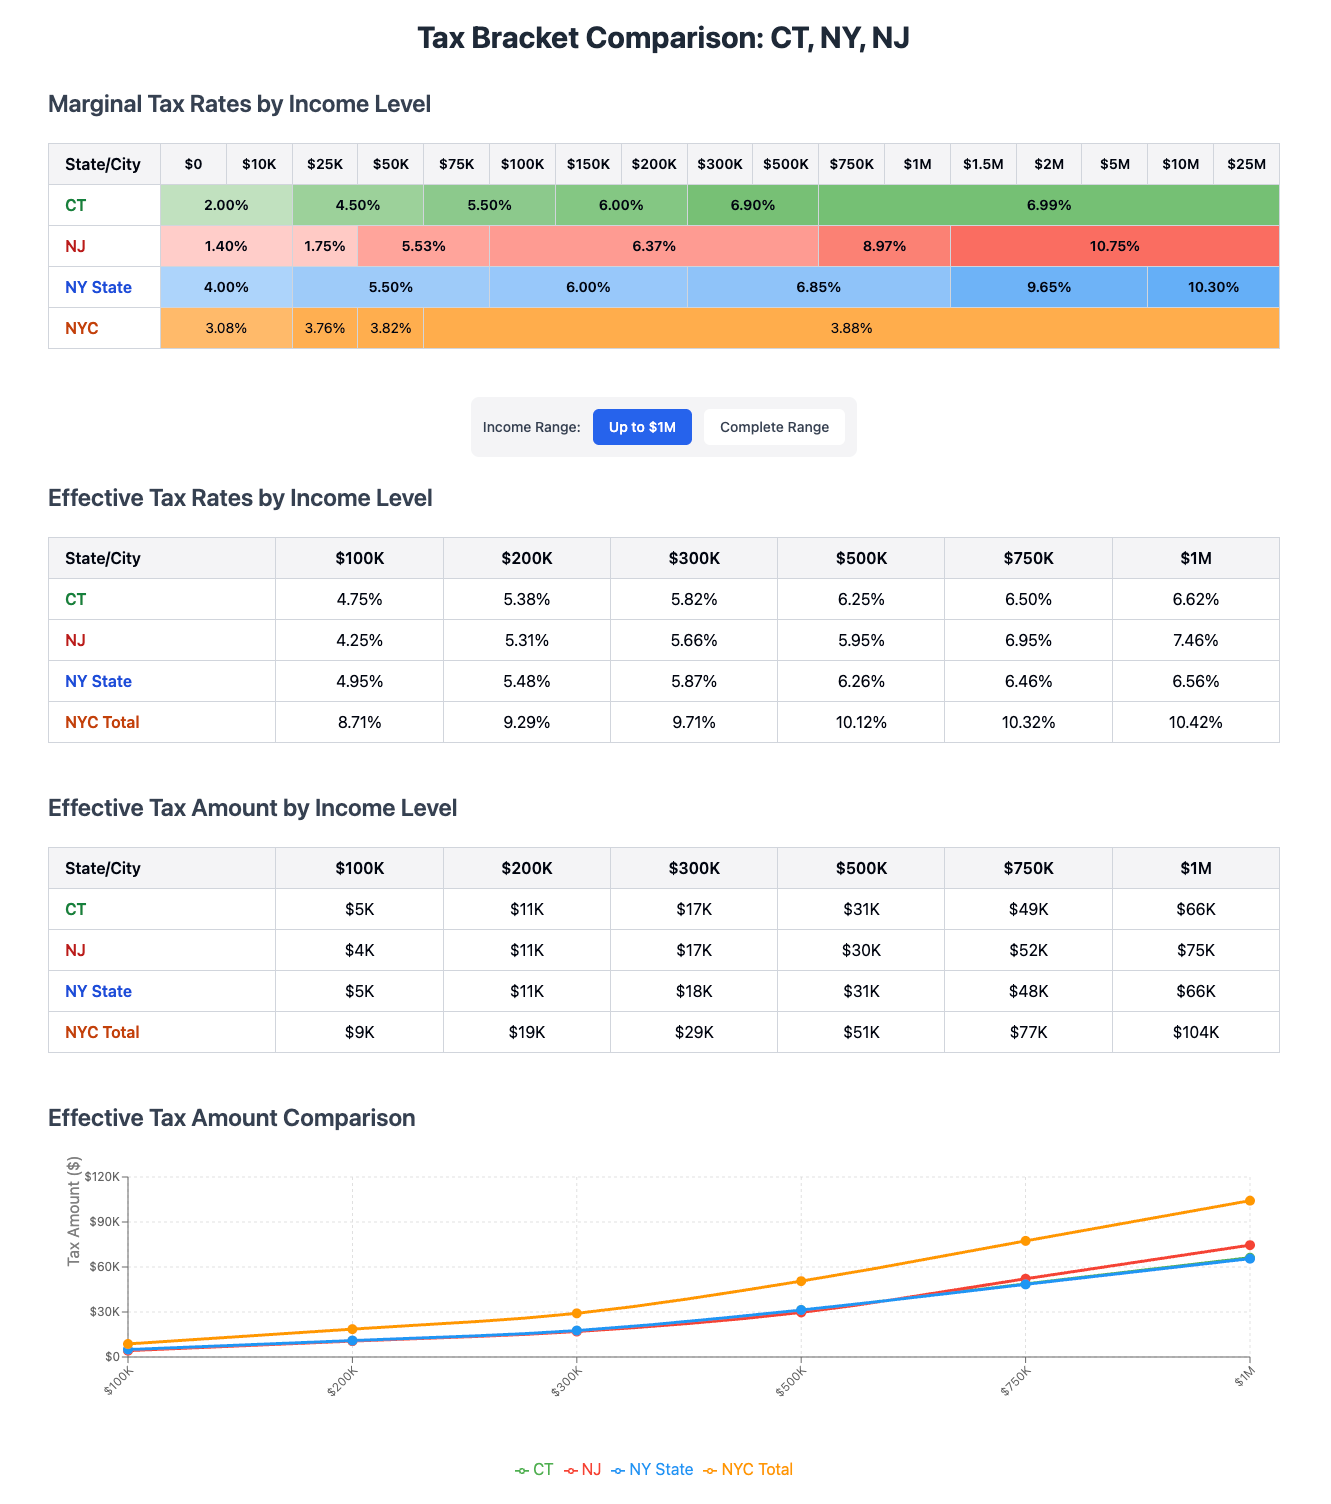 Tax Bracket Comparison: CT, NY, NJ
Marginal Tax Rates by Income Level
State/City $0 $10K $25K $50K $75K $100K $150K $200K $300K $500K $750K $1M $1.5M $2M $5M $10M $25M
CT 2.00% 4.50% 5.50% 6.00% 6.90% 6.99%
NJ 1.40% 1.75% 5.53% 6.37% 8.97% 10.75%
NY State 4.00% 5.50% 6.00% 6.85% 9.65% 10.30%
NYC 3.08% 3.76% 3.82% 3.88%
Income Range: Up to $1M Complete Range
Effective Tax Rates by Income Level
State/City $100K $200K $300K $500K $750K $1M
CT 4.75% 5.38% 5.82% 6.25% 6.50% 6.62%
NJ 4.25% 5.31% 5.66% 5.95% 6.95% 7.46%
NY State 4.95% 5.48% 5.87% 6.26% 6.46% 6.56%
NYC Total 8.71% 9.29% 9.71% 10.12% 10.32% 10.42%
Effective Tax Amount by Income Level
State/City $100K $200K $300K $500K $750K $1M
CT $5K $11K $17K $31K $49K $66K
NJ $4K $11K $17K $30K $52K $75K
NY State $5K $11K $18K $31K $48K $66K
NYC Total $9K $19K $29K $51K $77K $104K
Effective Tax Amount Comparison
Tax Amount ($)
$120K
$90K
$60K
$30K
$0
$100K $200K $300K $500K $750K $1M
CT NJ NY State NYC Total